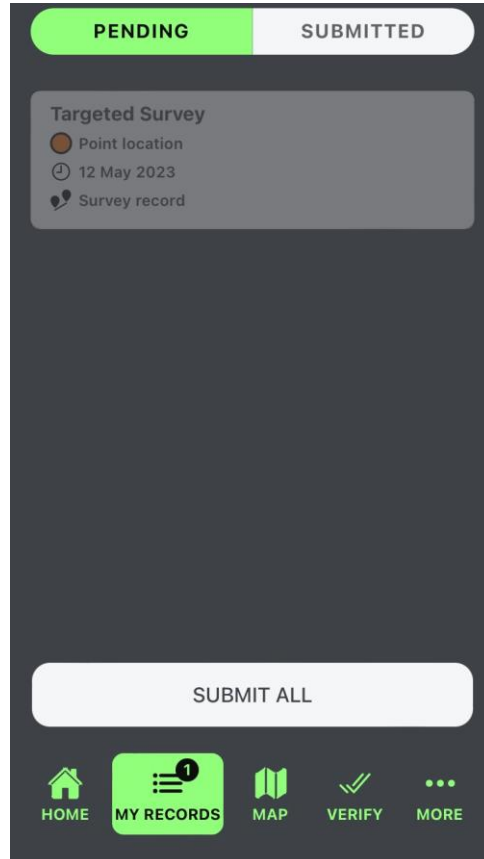 PENDING SUBMITTED
Targeted Survey
Point location
12 May 2023
Survey record
SUBMIT ALL
1
HOME MY RECORDS MAP VERIFY MORE